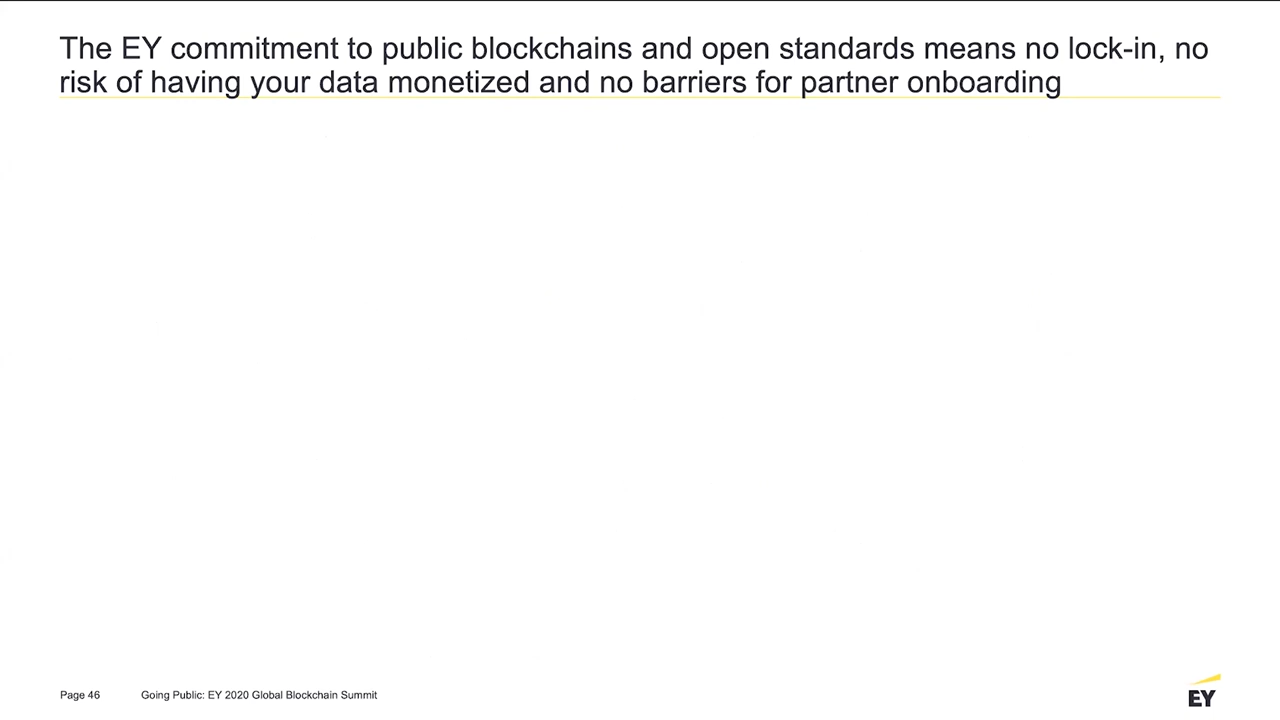 The EY commitment to public blockchains and open standards means no lock-in, no
risk of having your data monetized and no barriers for partner onboarding
Page 46
Going Public: EY 2020 Global Blockchain Summit
EY